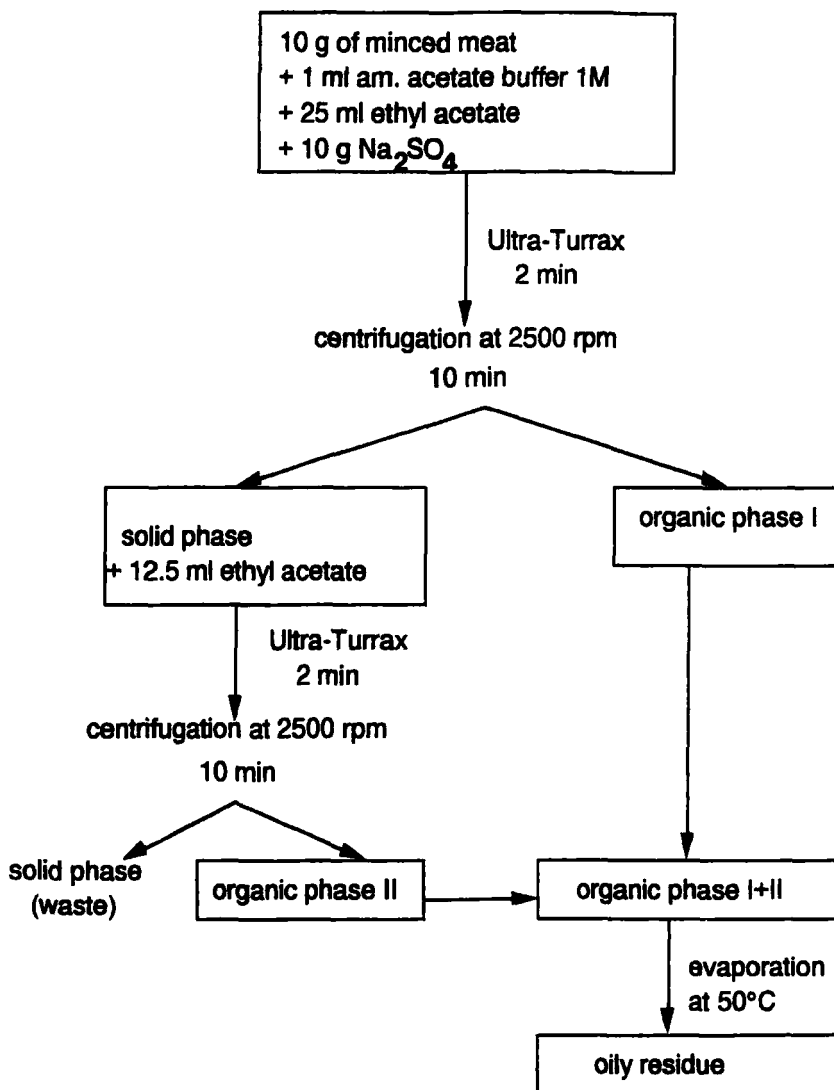 10 g of minced meat
+ 1 ml am. acetate buffer 1M
+ 25 ml ethyl acetate
+ 10 g Na2SO4
Ultra-Turrax
2 min
centrifugation at 2500 rpm
10 min
solid phase
+ 12.5 ml ethyl acetate
organic phase I
Ultra-Turrax
2 min
centrifugation at 2500 rpm
10 min
solid phase
(waste)
organic phase II
organic phase I+II
evaporation
at 50°C
oily residue